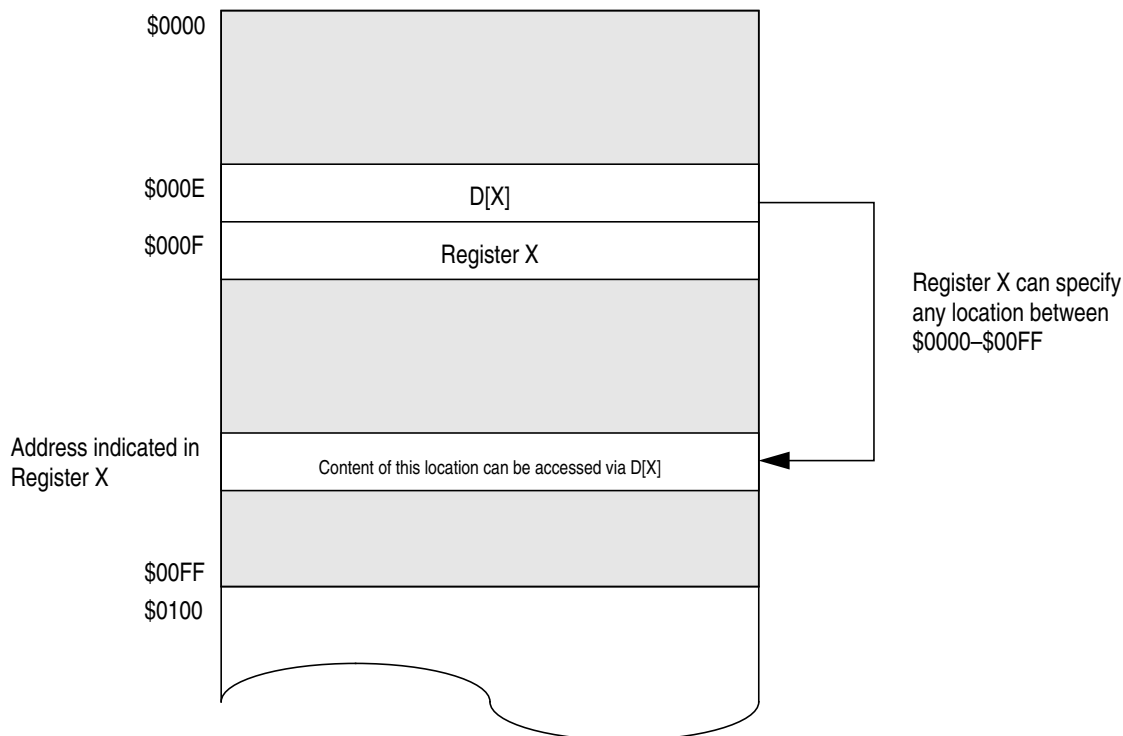 $0000
$000E
D[X]
$000F
Register X
Register X can specify
any location between
$0000–$00FF
Address indicated in
Register X
Content of this location can be accessed via D[X]
$00FF
$0100